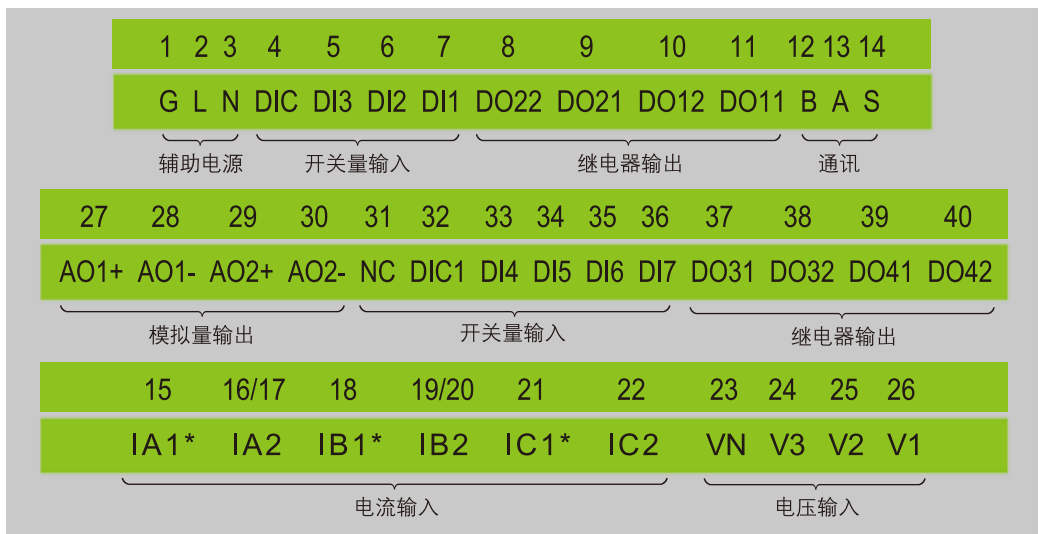 1 2 3 4 5 6 7 8 9 10 11 12 13 14
G L N DIC DI3 DI2 DI1 DO22 DO21 DO12 DO11 B A S
辅助电源 开关量输入 继电器输出 通讯
27 28 29 30 31 32 33 34 35 36 37 38 39 40
AO1+ AO1- AO2+ AO2- NC DIC1 DI4 DI5 DI6 DI7 DO31 DO32 DO41 DO42
模拟量输出 开关量输入 继电器输出
15 16/17 18 19/20 21 22 23 24 25 26
IA1* IA2 IB1* IB2 IC1* IC2 VN V3 V2 V1
电流输入 电压输入